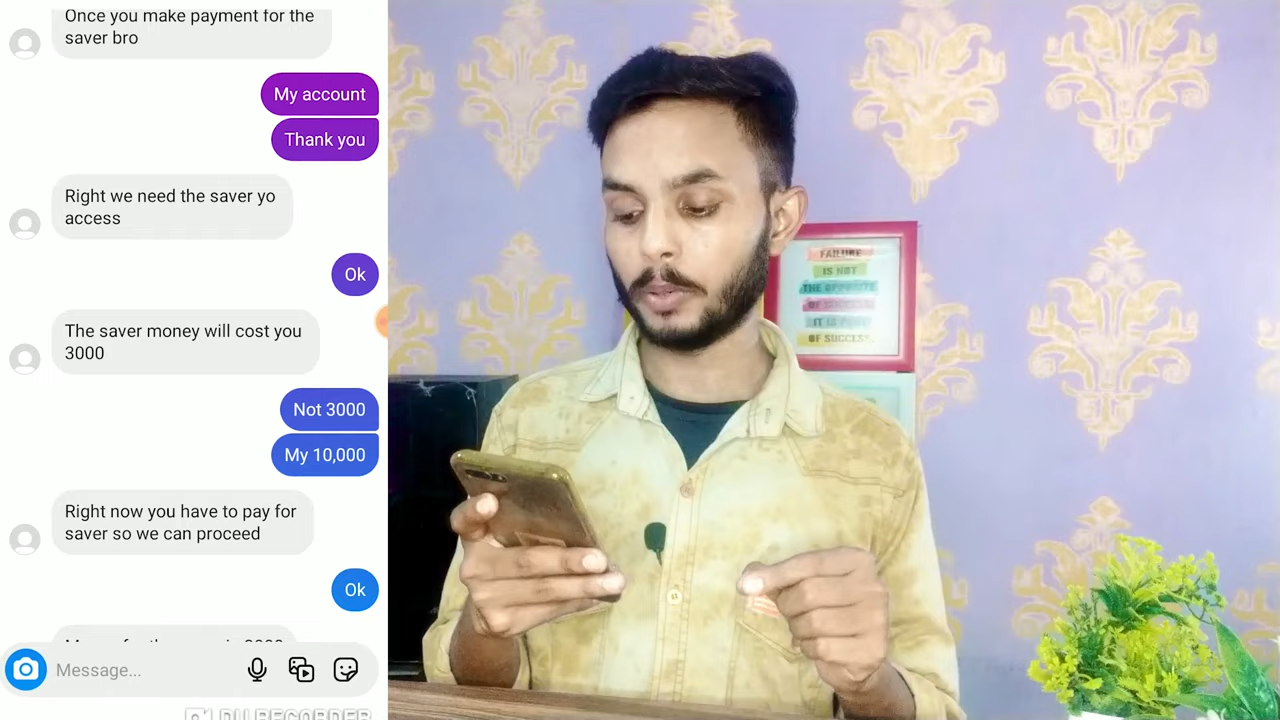 Once you make payment for the
saver bro
My account
Thank you
Right we need the saver yo
access
Ok
The saver money will cost you
3000
Not 3000
My 10,000
Right now you have to pay for
saver so we can proceed
Ok
Message...
DU RECORDER
FAILURE
IS NOT
THE OPPOSITE
OF SUCCESS
IT IS PART
OF SUCCESS.